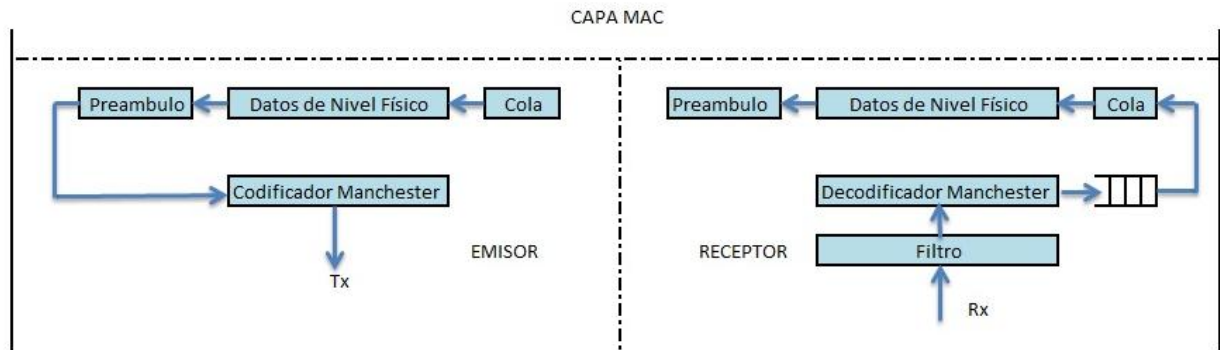 CAPA MAC
Preambulo
Datos de Nivel Físico
Cola
Codificador Manchester
EMISOR
Tx
Preambulo
Datos de Nivel Físico
Cola
Decodificador Manchester
RECEPTOR
Filtro
Rx